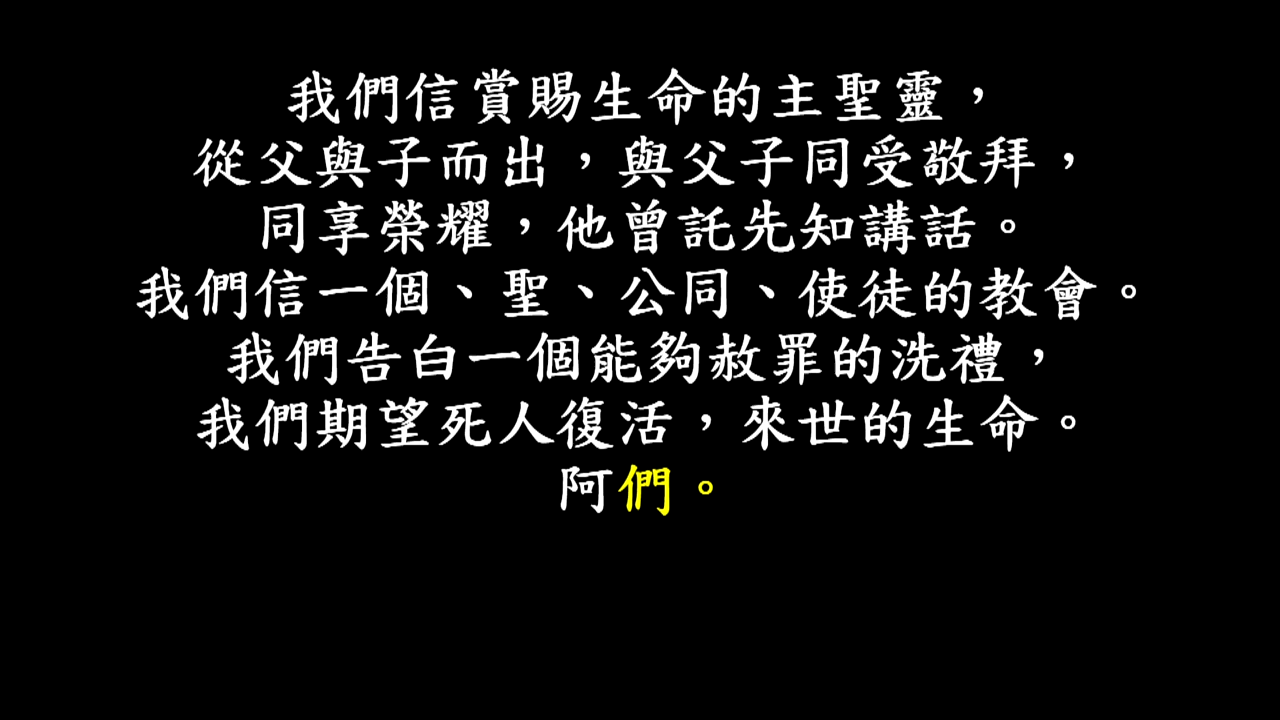 我們信賞賜生命的主聖靈，
從父與子而出，與父子同受敬拜，
同享榮耀，他曾託先知講話。
我們信一個、聖、公同、使徒的教會。
我們告白一個能夠赦罪的洗禮，
我們期望死人復活，來世的生命。
阿們。